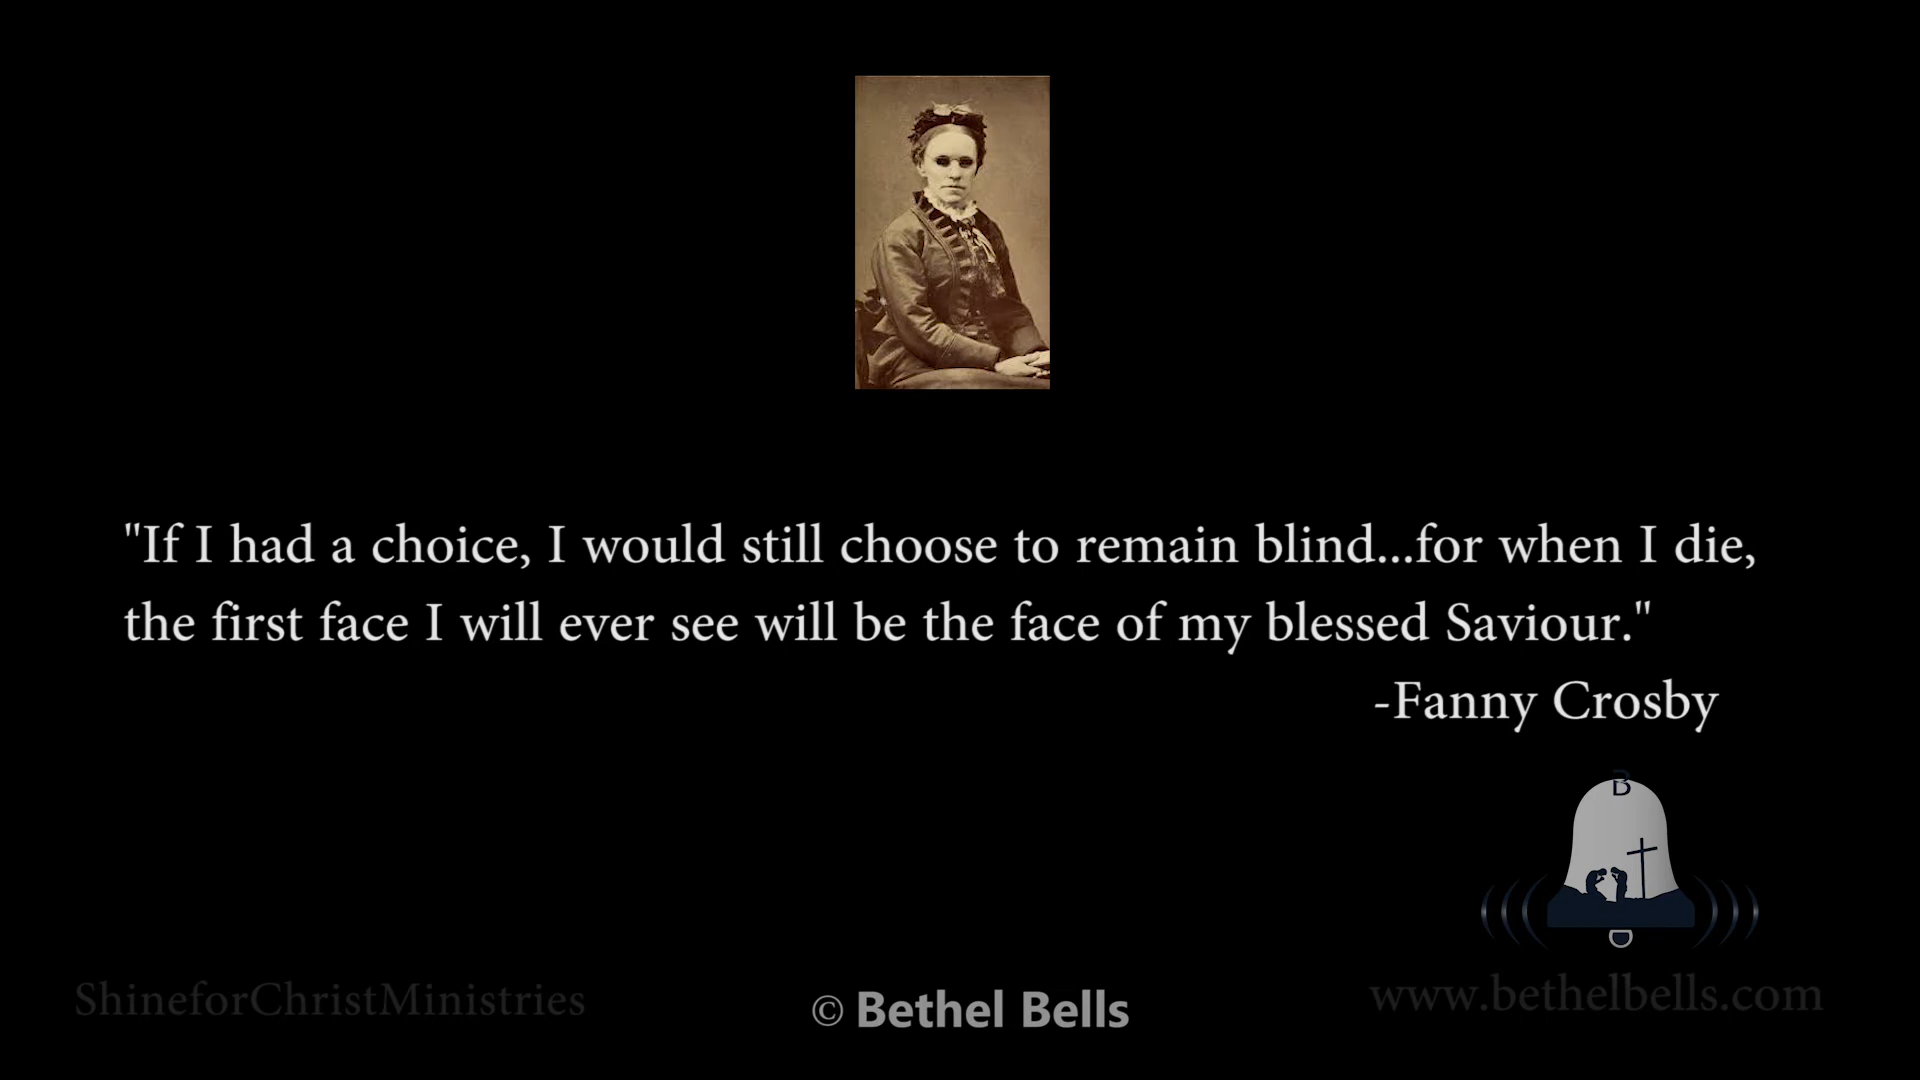 "If I had a choice, I would still choose to remain blind...for when I die,
the first face I will ever see will be the face of my blessed Saviour."
-Fanny Crosby
B
ShineforChristMinistries
© Bethel Bells
www.bethelbells.com